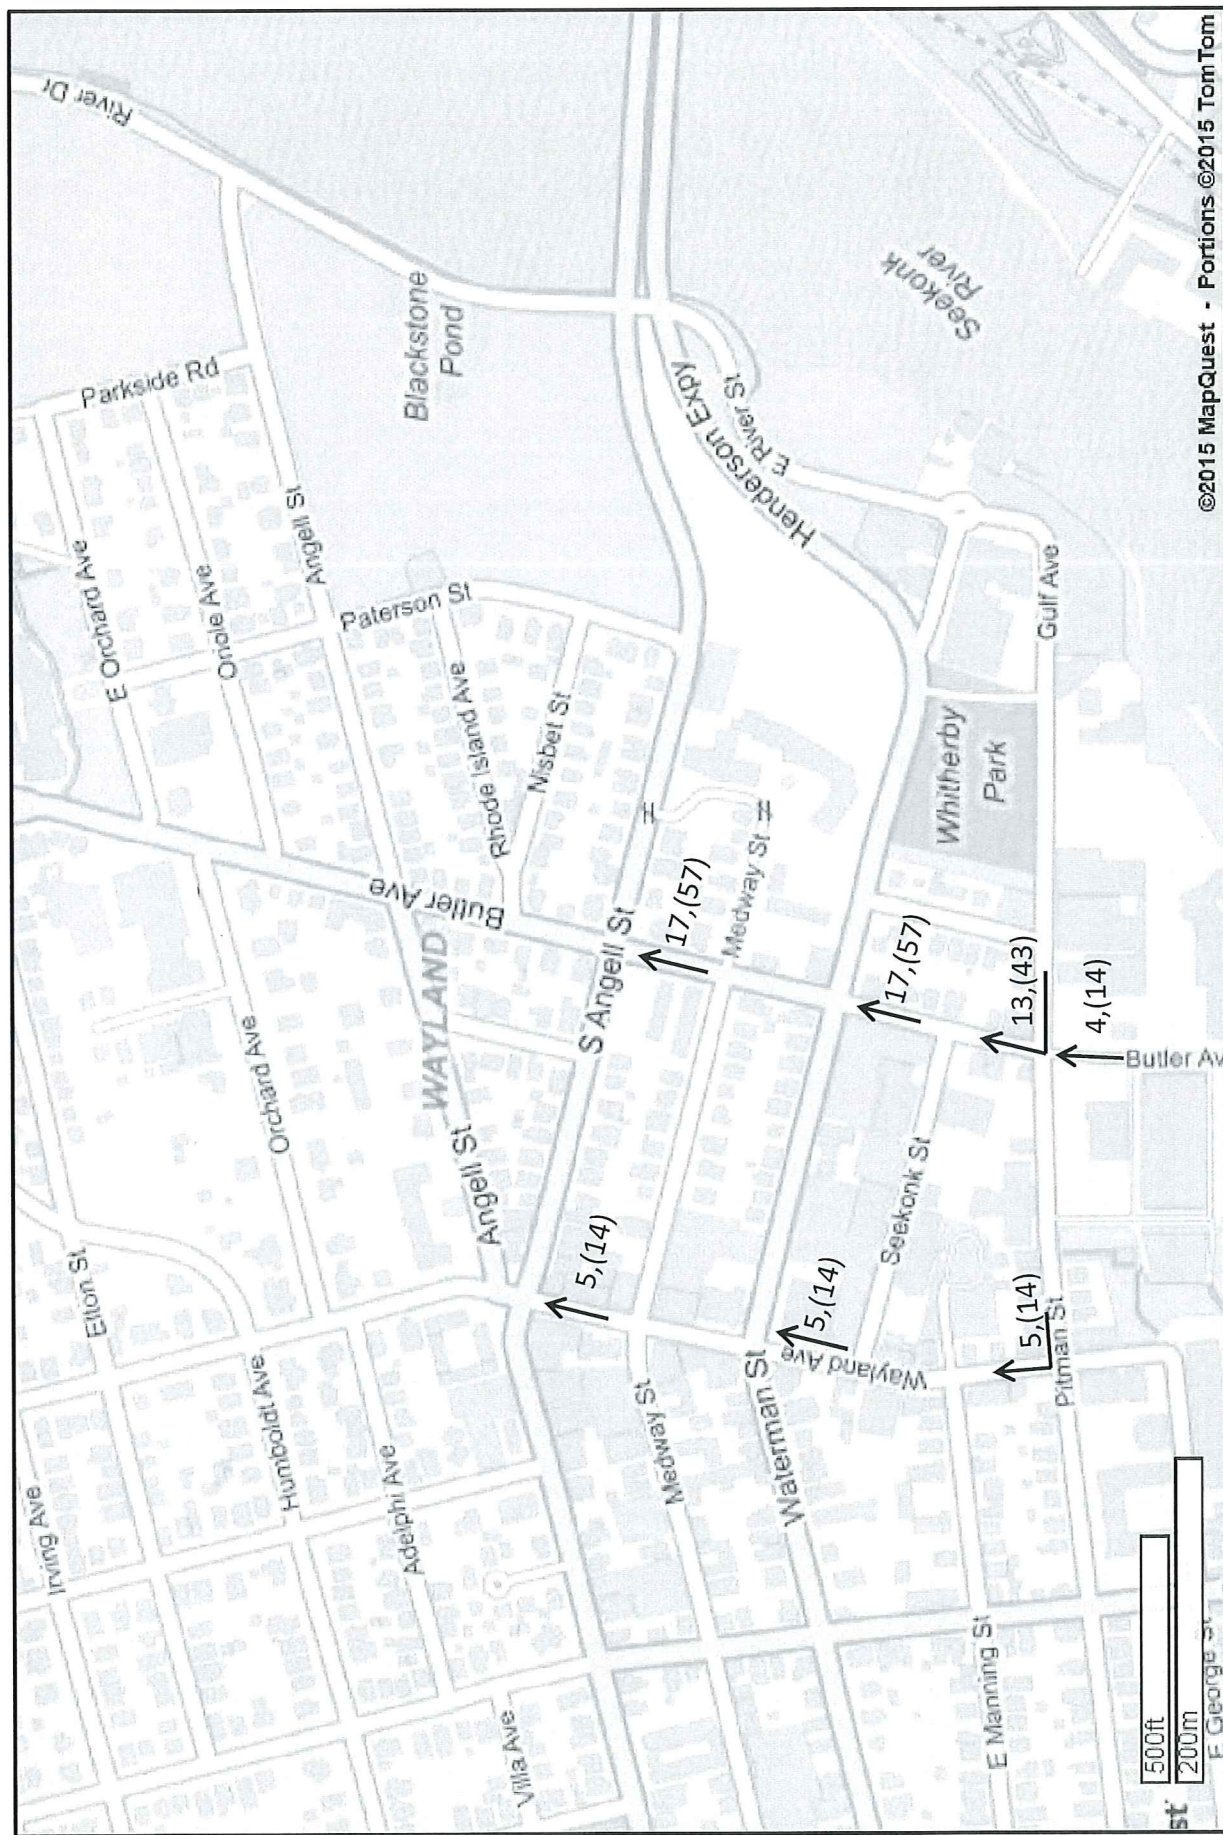 River Dr
Parkside Rd
Blackstone
Pond
E Orchard Ave
Oriole Ave
Angell St
Paterson St
Rhode Island Ave
Nisbet St
Henderson Expy
E River St
Seekonk
River
Gulf Ave
Whitherby
Park
Butler Ave
WAYLAND
S Angell St
Medway St
17,(57)
17,(57)
13,(43)
4,(14)
Butler Av
Orchard Ave
Angell St
Elton St
Humboldt Ave
Irving Ave
Adelphi Ave
Villa Ave
5,(14)
5,(14)
5,(14)
Seekonk St
Wayland Ave
Waterman St
Medway St
Pitman St
E Manning St
E George St
500ft
200m
st
©2015 MapQuest - Portions ©2015 TomTom